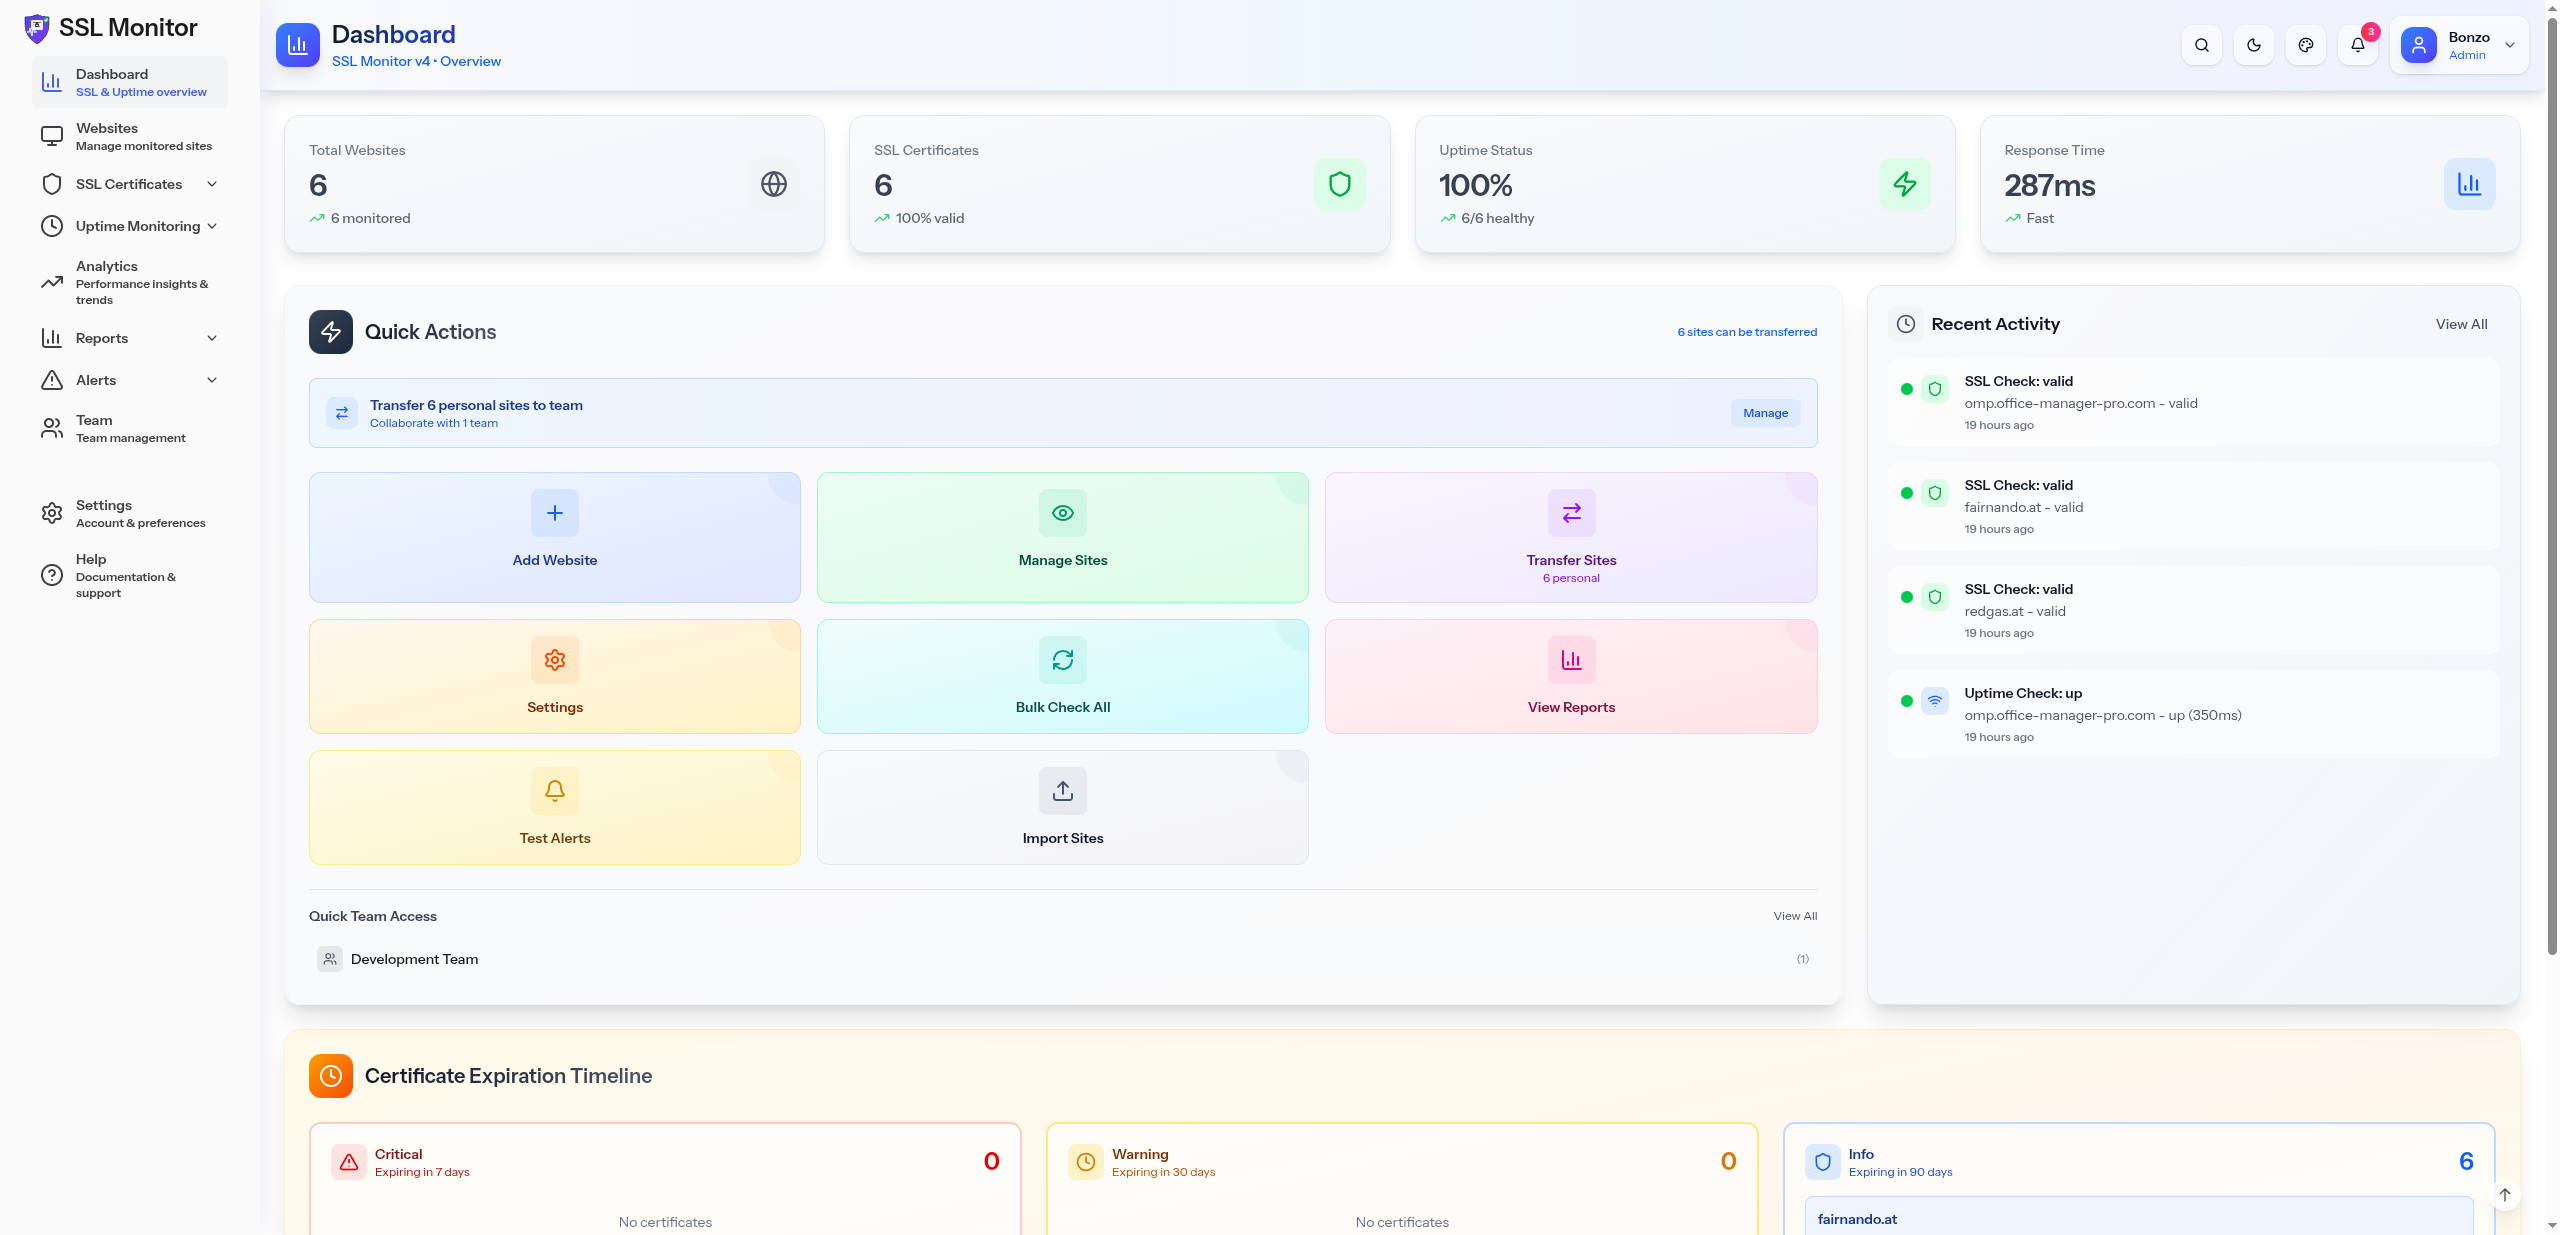 SSL Monitor
Dashboard
SSL & Uptime overview
Websites
Manage monitored sites
SSL Certificates
Uptime Monitoring
Analytics
Performance insights &
trends
Reports
Alerts
Team
Team management
Settings
Account & preferences
Help
Documentation &
support
Dashboard
SSL Monitor v4 • Overview
3
Bonzo
Admin
Total Websites
6
6 monitored
SSL Certificates
6
100% valid
Uptime Status
100%
6/6 healthy
Response Time
287ms
Fast
Quick Actions
6 sites can be transferred
Transfer 6 personal sites to team
Collaborate with 1 team
Manage
Add Website
Manage Sites
Transfer Sites
6 personal
Settings
Bulk Check All
View Reports
Test Alerts
Import Sites
Quick Team Access
View All
Development Team
(1)
Recent Activity
View All
SSL Check: valid
omp.office-manager-pro.com - valid
19 hours ago
SSL Check: valid
fairnando.at - valid
19 hours ago
SSL Check: valid
redgas.at - valid
19 hours ago
Uptime Check: up
omp.office-manager-pro.com - up (350ms)
19 hours ago
Certificate Expiration Timeline
Critical
Expiring in 7 days
0
No certificates
Warning
Expiring in 30 days
0
No certificates
Info
Expiring in 90 days
6
fairnando.at